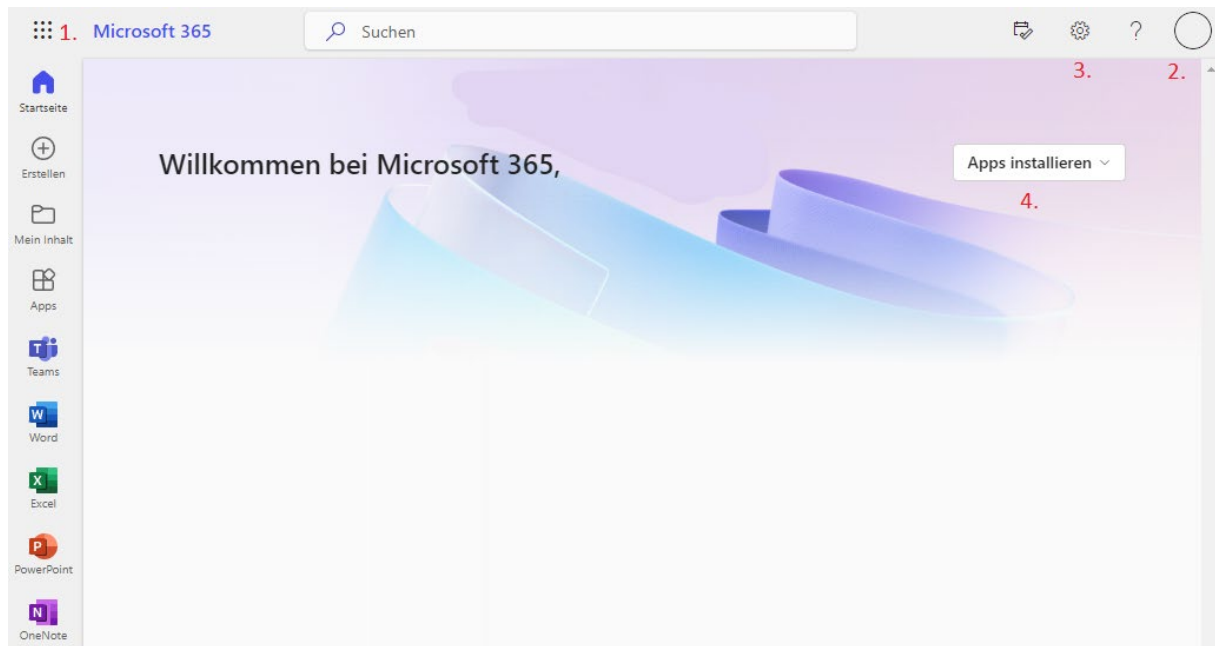 1. Microsoft 365 Suchen ?
3. 2.
Startseite
Erstellen
Willkommen bei Microsoft 365, Apps installieren
4.
Mein Inhalt
Apps
T
Teams
W
Word
X
Excel
P
PowerPoint
N
OneNote